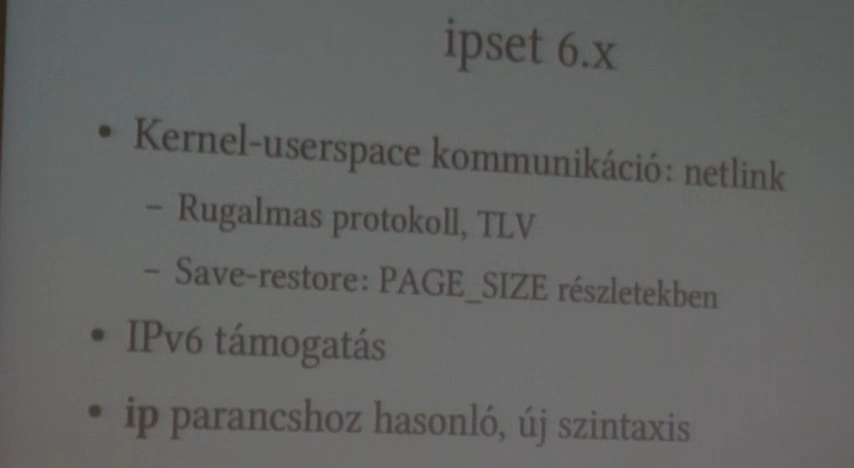 ipset 6.x
• Kernel-userspace kommunikáció: netlink
– Rugalmas protokoll, TLV
– Save-restore: PAGE_SIZE részletekben
• IPv6 támogatás
• ip parancshoz hasonló, új szintaxis